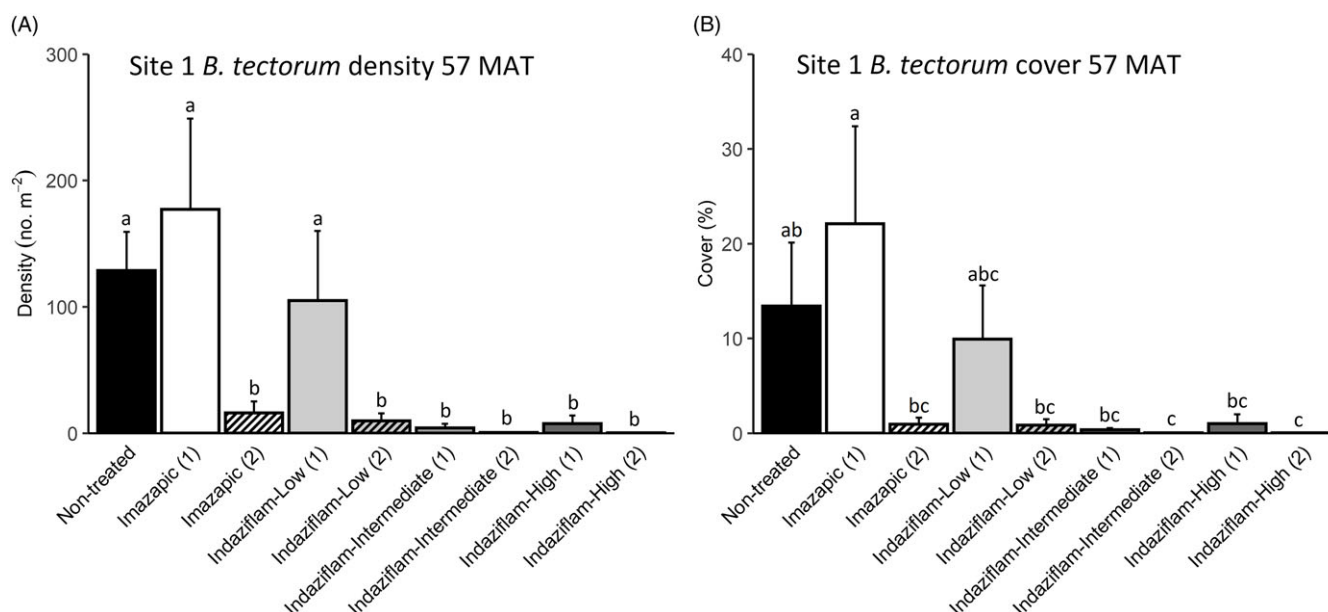 (A)
Site 1 B. tectorum density 57 MAT
Density (no. m⁻²)
300
200
100
0
a
a
b
a
b
b
b
b
b
Non-treated
Imazapic (1)
Imazapic (2)
Indaziflam-Low (1)
Indaziflam-Low (2)
Indaziflam-Intermediate (1)
Indaziflam-Intermediate (2)
Indaziflam-High (1)
Indaziflam-High (2)
(B)
Site 1 B. tectorum cover 57 MAT
Cover (%)
40
30
20
10
0
ab
a
bc
abc
bc
bc
c
bc
c
Non-treated
Imazapic (1)
Imazapic (2)
Indaziflam-Low (1)
Indaziflam-Low (2)
Indaziflam-Intermediate (1)
Indaziflam-Intermediate (2)
Indaziflam-High (1)
Indaziflam-High (2)